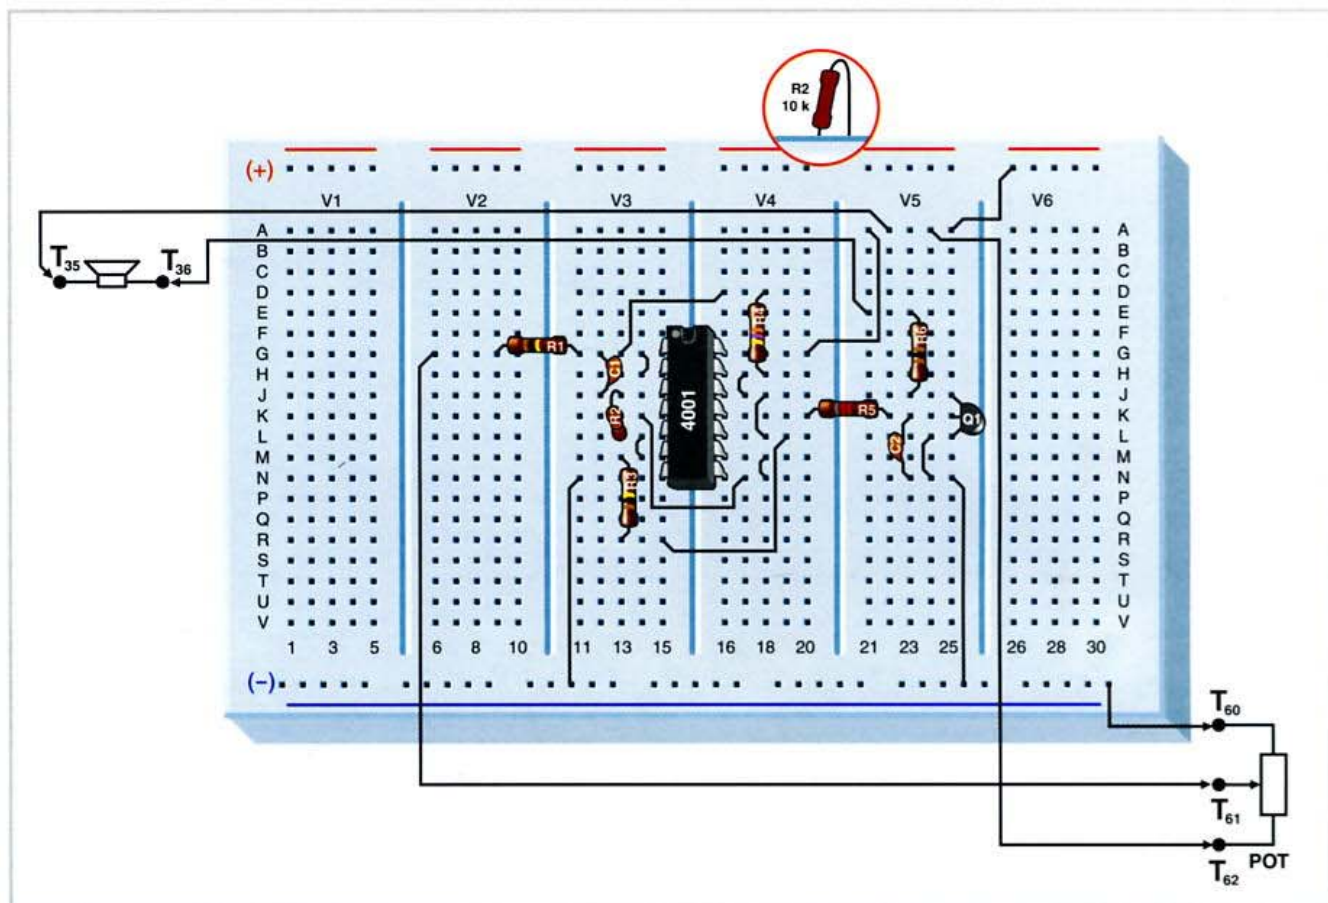 R2
10 k
(+)
V1 V2 V3 V4 V5 V6
A A
B B
T35 T36
C C
D D
E E
R4
F F
R6
R1
G G
C1
H H
J J
4001
R5
K K
R2
Q1
L L
C2
M M
N N
R3
P P
Q Q
R R
S S
T T
U U
V V
1 3 5 6 8 10 11 13 15 16 18 20 21 23 25 26 28 30
(−)
T60
T61
POT
T62